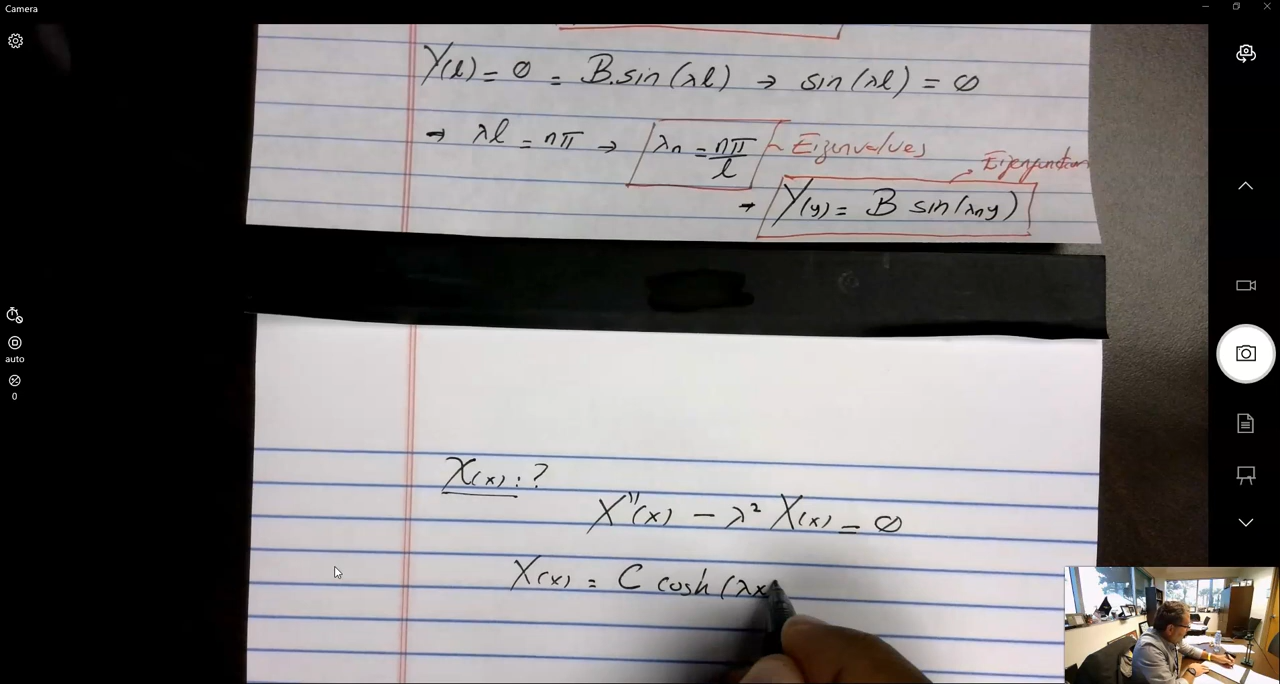 Camera
Y(l) = 0 = B.sin(λl) → sin(λl) = 0
→ λl = nπ → λn = nπ/l Eigenvalues
Eigenfunctions
→ Y(y) = B sin(λny)
X(x) : ?
X''(x) - λ² X(x) = 0
X(x) = C cosh(λx
auto
0